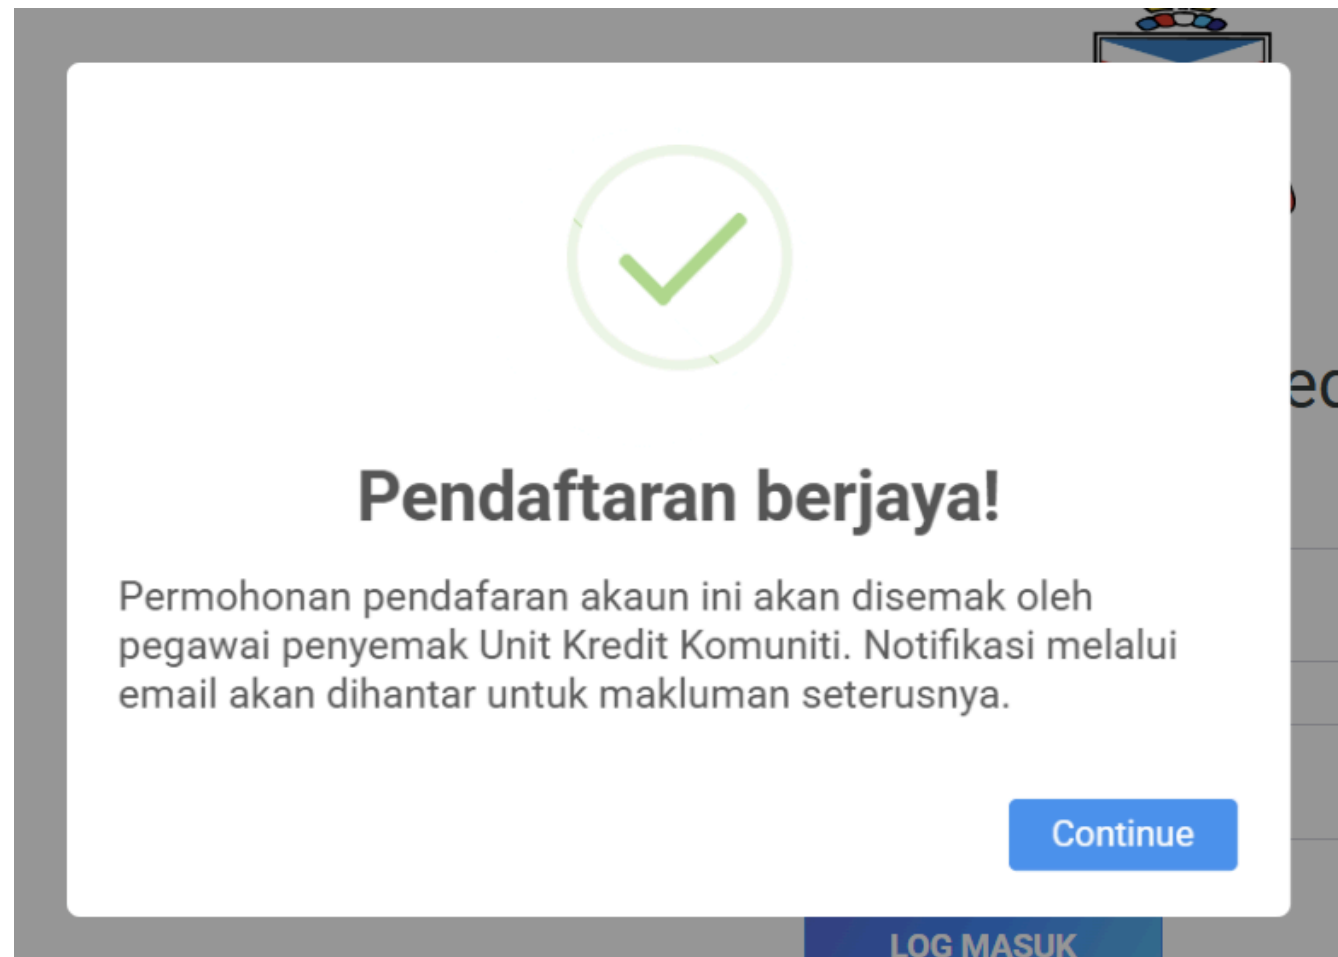 Pendaftaran berjaya!
Permohonan pendafaran akaun ini akan disemak oleh
pegawai penyemak Unit Kredit Komuniti. Notifikasi melalui
email akan dihantar untuk makluman seterusnya.
Continue
LOG MASUK